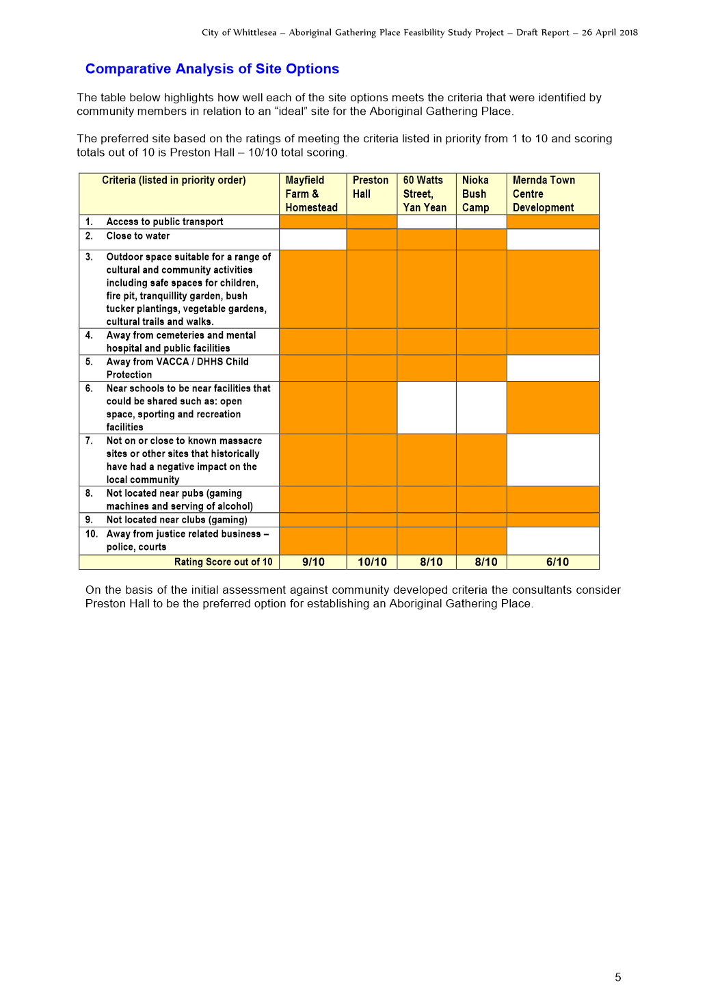 City of Whittlesea – Aboriginal Gathering Place Feasibility Study Project – Draft Report – 26 April 2018
Comparative Analysis of Site Options
The table below highlights how well each of the site options meets the criteria that were identified by
community members in relation to an “ideal” site for the Aboriginal Gathering Place.
The preferred site based on the ratings of meeting the criteria listed in priority from 1 to 10 and scoring
totals out of 10 is Preston Hall – 10/10 total scoring.
Criteria (listed in priority order)
Mayfield
Farm &
Homestead
Preston
Hall
60 Watts
Street,
Yan Yean
Nioka
Bush
Camp
Mernda Town
Centre
Development
1. Access to public transport
2. Close to water
3. Outdoor space suitable for a range of
cultural and community activities
including safe spaces for children,
fire pit, tranquillity garden, bush
tucker plantings, vegetable gardens,
cultural trails and walks.
4. Away from cemeteries and mental
hospital and public facilities
5. Away from VACCA / DHHS Child
Protection
6. Near schools to be near facilities that
could be shared such as: open
space, sporting and recreation
facilities
7. Not on or close to known massacre
sites or other sites that historically
have had a negative impact on the
local community
8. Not located near pubs (gaming
machines and serving of alcohol)
9. Not located near clubs (gaming)
10. Away from justice related business –
police, courts
Rating Score out of 10 9/10 10/10 8/10 8/10 6/10
On the basis of the initial assessment against community developed criteria the consultants consider
Preston Hall to be the preferred option for establishing an Aboriginal Gathering Place.
5